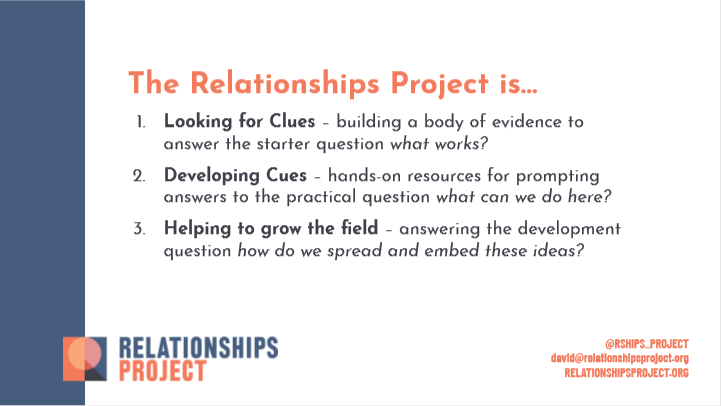 The Relationships Project is...
1. Looking for Clues – building a body of evidence to
answer the starter question what works?
2. Developing Cues – hands-on resources for prompting
answers to the practical question what can we do here?
3. Helping to grow the field – answering the development
question how do we spread and embed these ideas?
RELATIONSHIPS
PROJECT
@RSHIPS_PROJECT
david@relationshipsproject.org
RELATIONSHIPSPROJECT.ORG